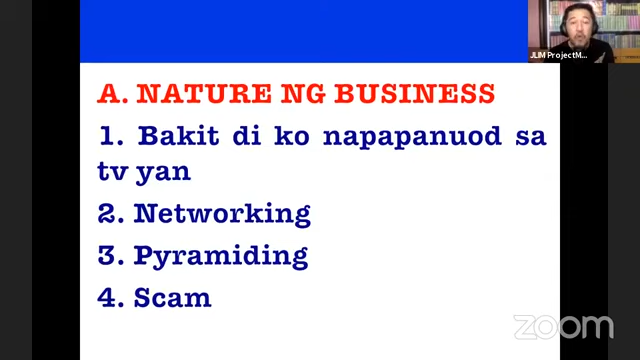 JLIM ProjectM...
A. NATURE NG BUSINESS
1. Bakit di ko napapanuod sa
tv yan
2. Networking
3. Pyramiding
4. Scam
zoom